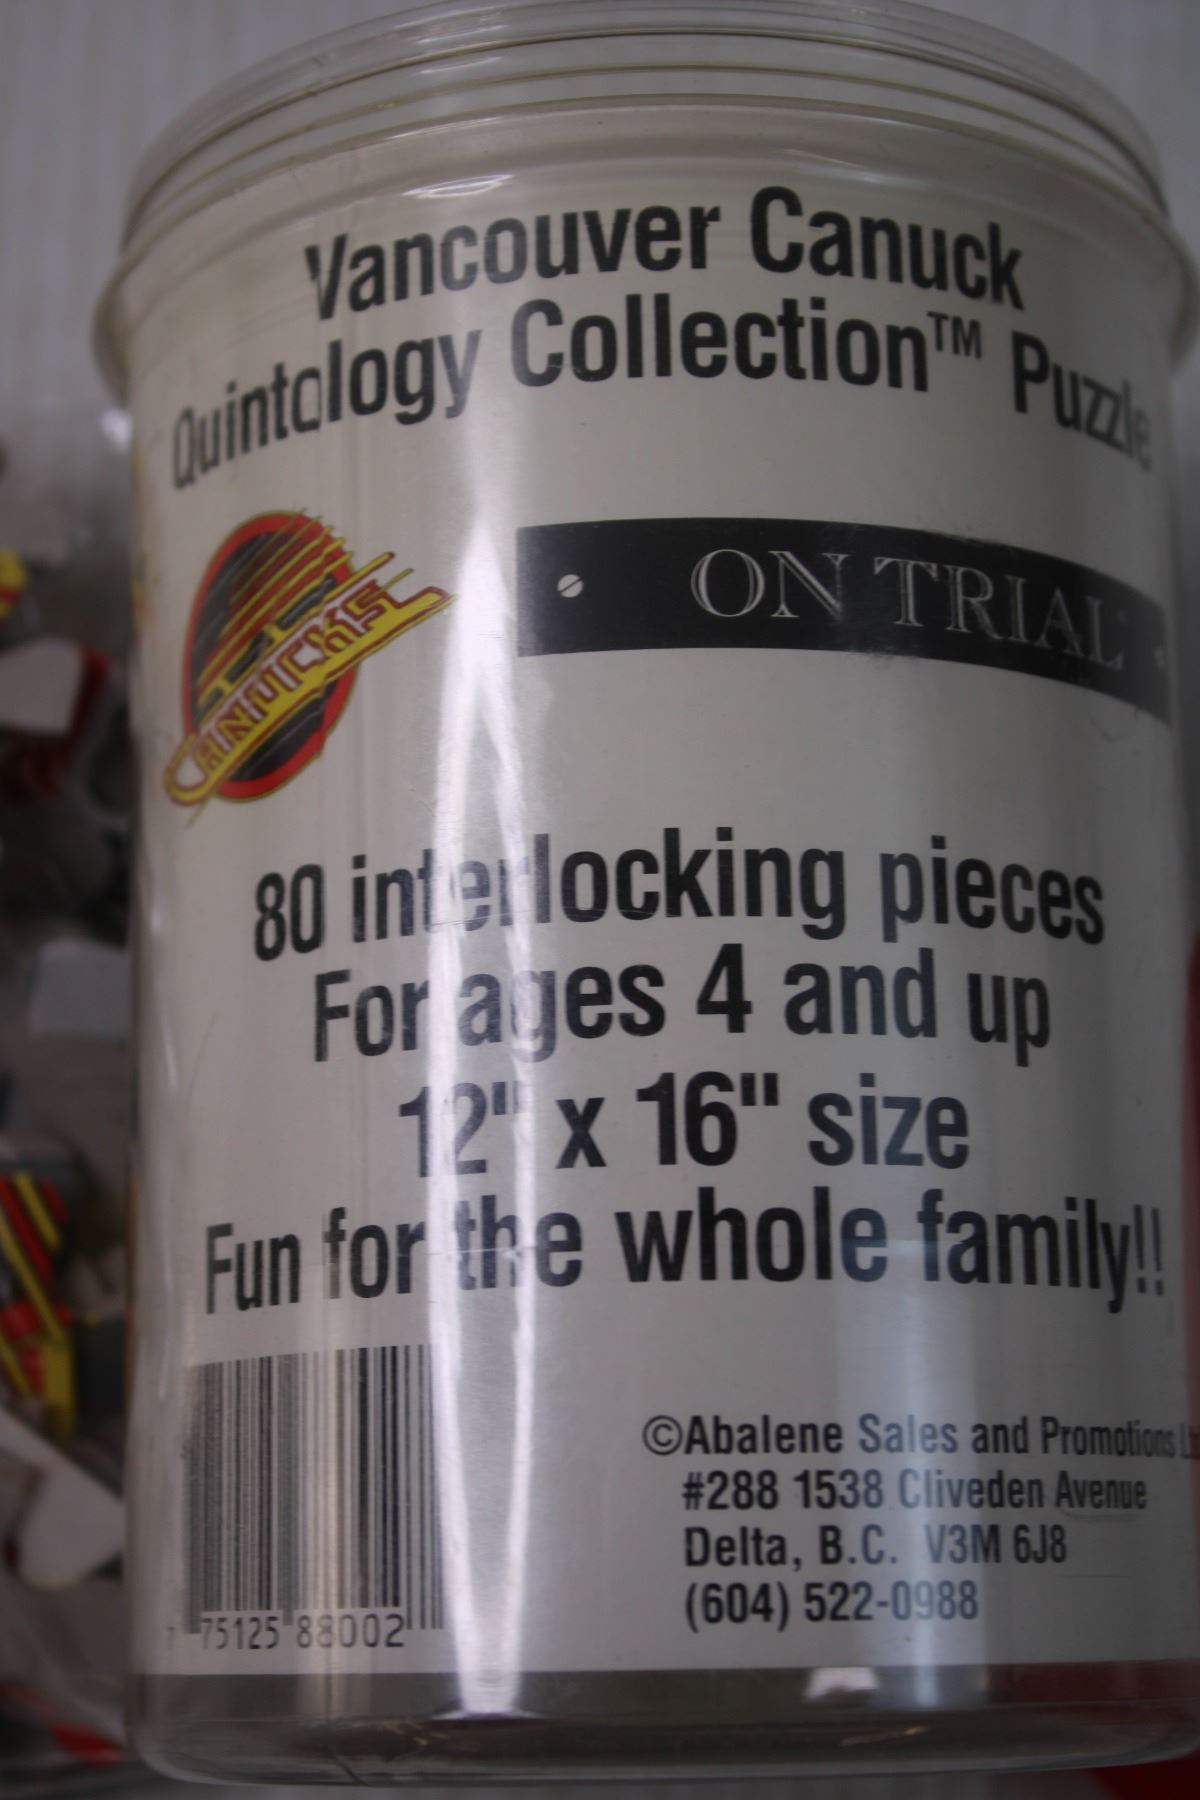 Vancouver Canuck
Quintology Collection™ Puzzle
CANUCKS
• ON TRIAL •
80 interlocking pieces
For ages 4 and up
12" x 16" size
Fun for the whole family!!
©Abalene Sales and Promotions
#288 1538 Cliveden Avenue
Delta, B.C. V3M 6J8
(604) 522-0988
7 75125 88002